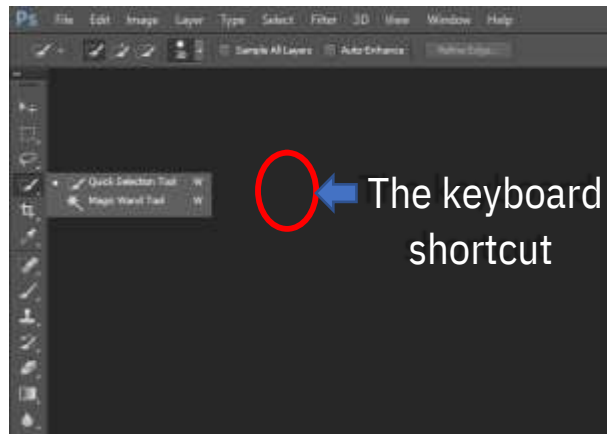 Ps File Edit Image Layer Type Select Filter 3D View Window Help
Sample All Layers Auto Enhance Refine Edge...
Quick Selection Tool W
Magic Wand Tool W
The keyboard
shortcut